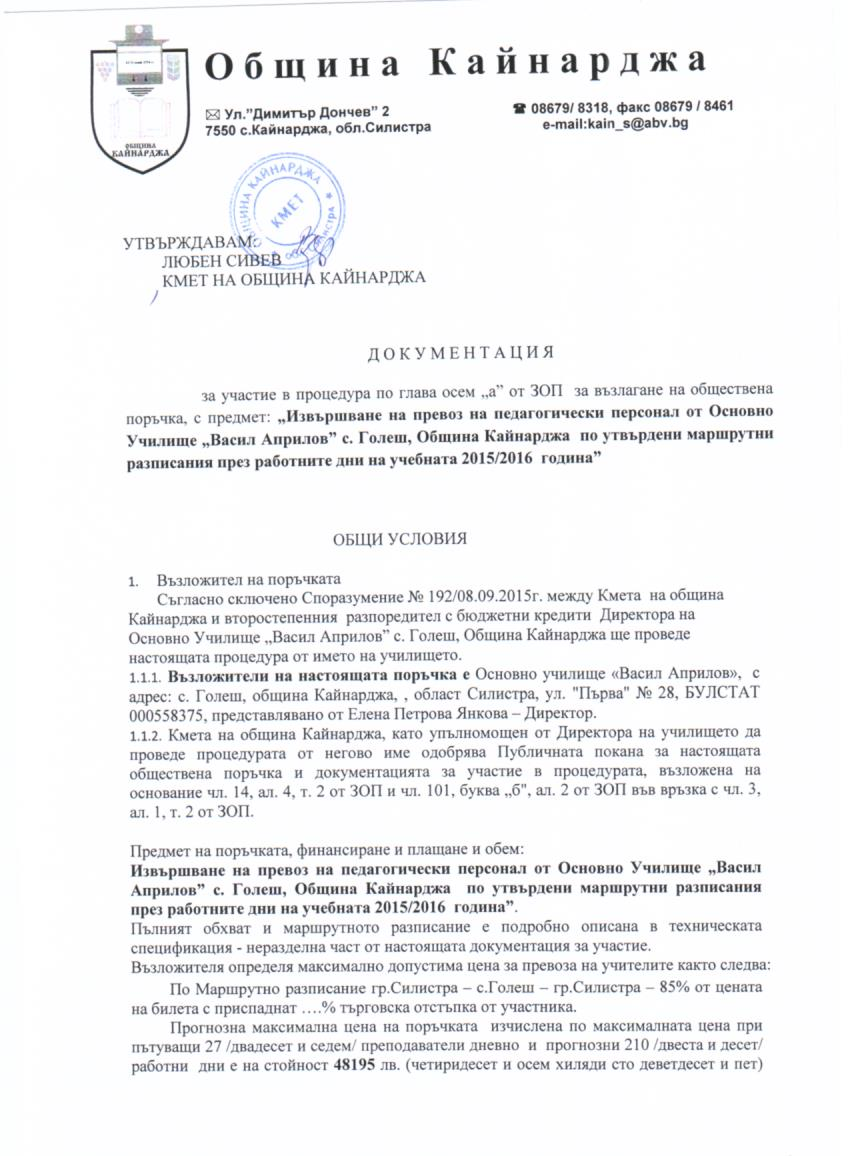 Община Кайнарджа
ОБЩИНА
КАЙНАРДЖА
✉ Ул.”Димитър Дончев” 2
7550 с.Кайнарджа, обл.Силистра
☎ 08679/ 8318, факс 08679 / 8461
e-mail:kain_s@abv.bg
ОБЩИНА КАЙНАРДЖА
КМЕТ
УТВЪРЖДАВАМ:
ЛЮБЕН СИВЕВ
КМЕТ НА ОБЩИНА КАЙНАРДЖА
Д О К У М Е Н Т А Ц И Я
за участие в процедура по глава осем „а” от ЗОП за възлагане на обществена
поръчка, с предмет: „Извършване на превоз на педагогически персонал от Основно
Училище „Васил Априлов” с. Голеш, Община Кайнарджа по утвърдени маршрутни
разписания през работните дни на учебната 2015/2016 година”
ОБЩИ УСЛОВИЯ
1. Възложител на поръчката
Съгласно сключено Споразумение № 192/08.09.2015г. между Кмета на община
Кайнарджа и второстепенния разпоредител с бюджетни кредити Директора на
Основно Училище „Васил Априлов” с. Голеш, Община Кайнарджа ще проведе
настоящата процедура от името на училището.
1.1.1. Възложители на настоящата поръчка е Основно училище «Васил Априлов», с
адрес: с. Голеш, община Кайнарджа, , област Силистра, ул. "Първа" № 28, БУЛСТАТ
000558375, представлявано от Елена Петрова Янкова – Директор.
1.1.2. Кмета на община Кайнарджа, като упълномощен от Директора на училището да
проведе процедурата от негово име одобрява Публичната покана за настоящата
обществена поръчка и документацията за участие в процедурата, възложена на
основание чл. 14, ал. 4, т. 2 от ЗОП и чл. 101, буква „б", ал. 2 от ЗОП във връзка с чл. 3,
ал. 1, т. 2 от ЗОП.
Предмет на поръчката, финансиране и плащане и обем:
Извършване на превоз на педагогически персонал от Основно Училище „Васил
Априлов” с. Голеш, Община Кайнарджа по утвърдени маршрутни разписания
през работните дни на учебната 2015/2016 година”.
Пълният обхват и маршрутното разписание е подробно описана в техническата
спецификация - неразделна част от настоящата документация за участие.
Възложителя определя максимално допустима цена за превоза на учителите както следва:
По Маршрутно разписание гр.Силистра – с.Голеш – гр.Силистра – 85% от цената
на билета с приспаднат ….% търговска отстъпка от участника.
Прогнозна максимална цена на поръчката изчислена по максималната цена при
пътуващи 27 /двадесет и седем/ преподаватели дневно и прогнозни 210 /двеста и десет/
работни дни е на стойност 48195 лв. (четиридесет и осем хиляди сто деветдесет и пет)